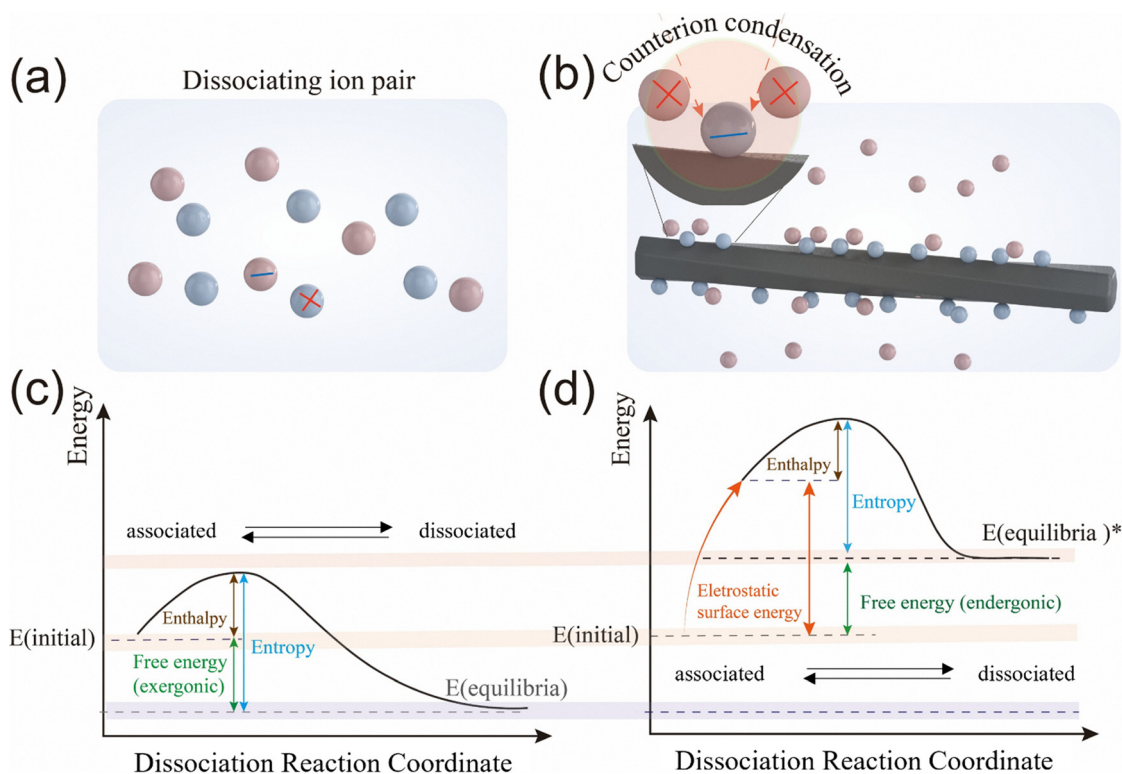 (a)
Dissociating ion pair
(b)
Counterion condensation
(c)
Energy
associated
dissociated
Enthalpy
E(initial)
Entropy
Free energy
(exergonic)
E(equilibria)
Dissociation Reaction Coordinate
(d)
Energy
Enthalpy
Entropy
E(equilibria )*
Eletrostatic
surface energy
Free energy (endergonic)
E(initial)
associated
dissociated
Dissociation Reaction Coordinate